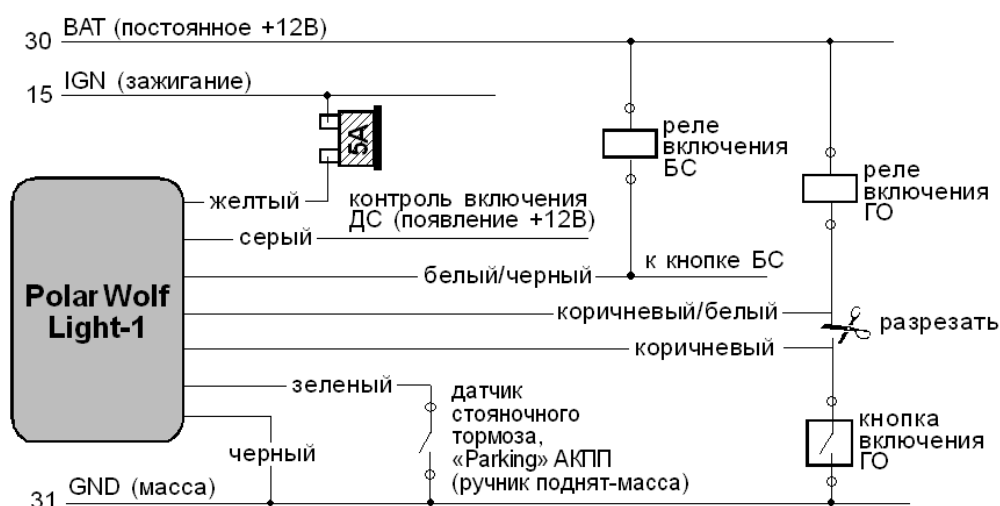 30 BAT (постоянное +12В)
15 IGN (зажигание)
5А
реле
включения
БС
реле
включения
ГО
желтый
контроль включения
ДС (появление +12В)
серый
белый/черный
к кнопке БС
Polar Wolf
Light-1
коричневый/белый
разрезать
коричневый
зеленый
датчик
стояночного
тормоза,
«Parking» АКПП
(ручник поднят-масса)
кнопка
включения
ГО
черный
31 GND (масса)